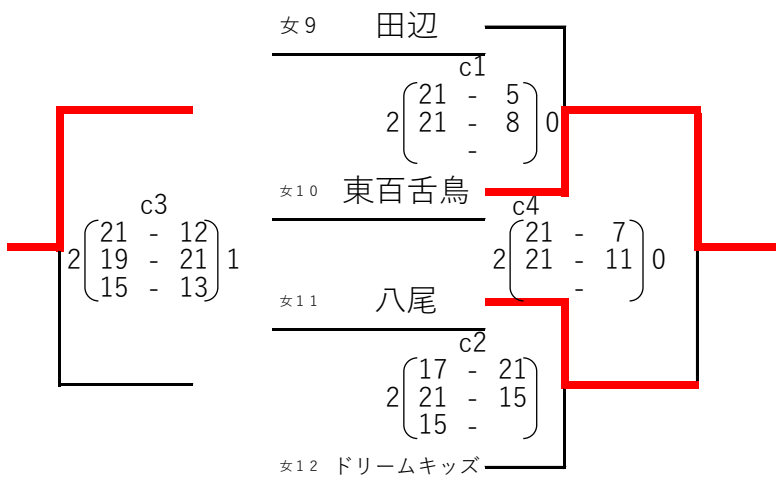 女9 田辺
c1
21 - 5
2 21 - 8 0
-
女10 東百舌鳥
c3
21 - 12
2 19 - 21 1
15 - 13
c4
21 - 7
2 21 - 11 0
-
女11 八尾
c2
17 - 21
2 21 - 15
15 -
女12 ドリームキッズ